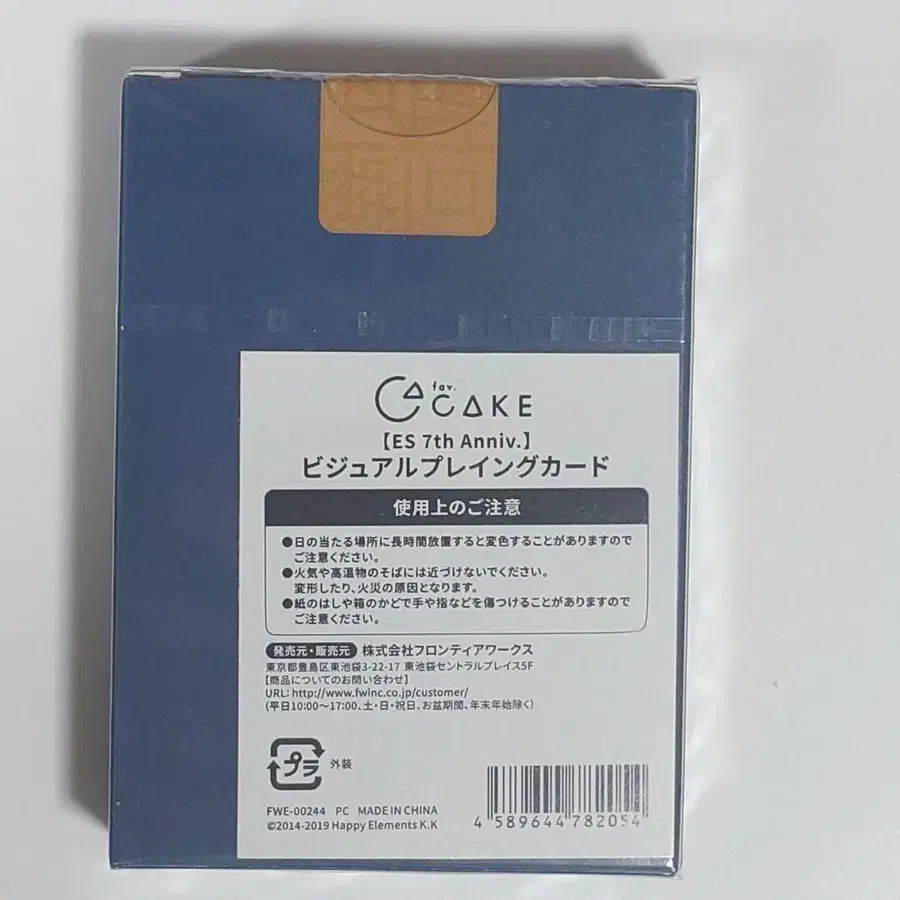 fav.
CAKE
【ES 7th Anniv.】
ビジュアルプレイングカード
使用上のご注意
●日の当たる場所に長時間放置すると変色することがありますので
ご注意ください。
●火気や高温物のそばには近づけないでください。
変形したり、火災の原因となります。
●紙のはしや箱のかどで手や指などを傷つけることがありますので
ご注意ください。
発売元・販売元 株式会社フロンティアワークス
東京都豊島区東池袋3-22-17 東池袋セントラルプレイス5F
【商品についてのお問い合わせ】
URL: http://www.fwinc.co.jp/customer/
(平日10:00〜17:00、土・日・祝日、お盆期間、年末年始除く)
プラ 外装
FWE-00244 PC MADE IN CHINA
©2014-2019 Happy Elements K.K
4 589644 782054